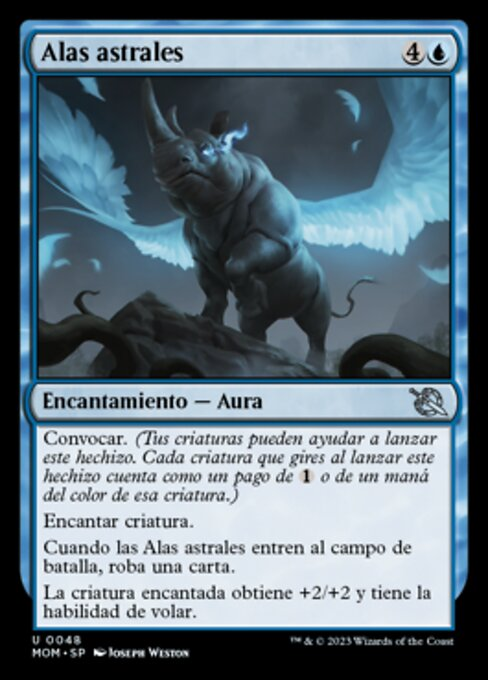 Alas astrales 4
Encantamiento — Aura
Convocar. (Tus criaturas pueden ayudar a lanzar
este hechizo. Cada criatura que gires al lanzar este
hechizo cuenta como un pago de 1 o de un maná
del color de esa criatura.)
Encantar criatura.
Cuando las Alas astrales entren al campo de
batalla, roba una carta.
La criatura encantada obtiene +2/+2 y tiene la
habilidad de volar.
U 0048
MOM • SP Joseph Weston
™ & © 2023 Wizards of the Coast